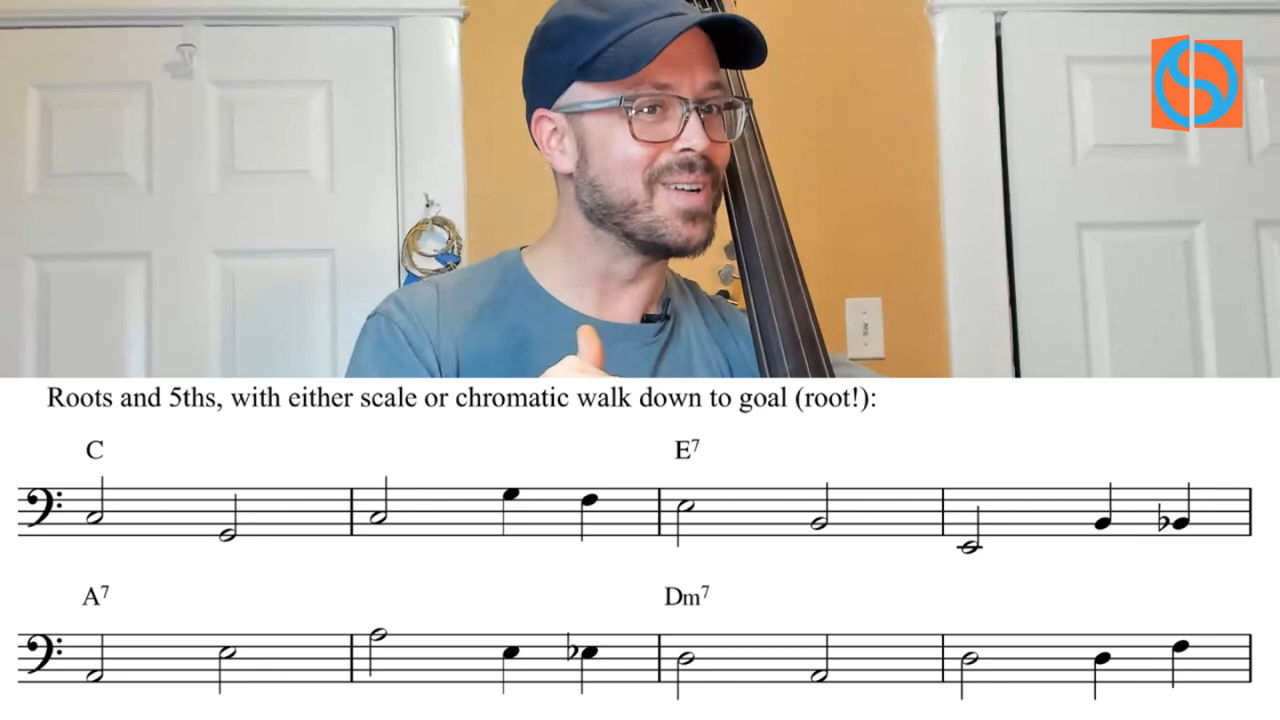 Roots and 5ths, with either scale or chromatic walk down to goal (root!):
C E7
A7 Dm7